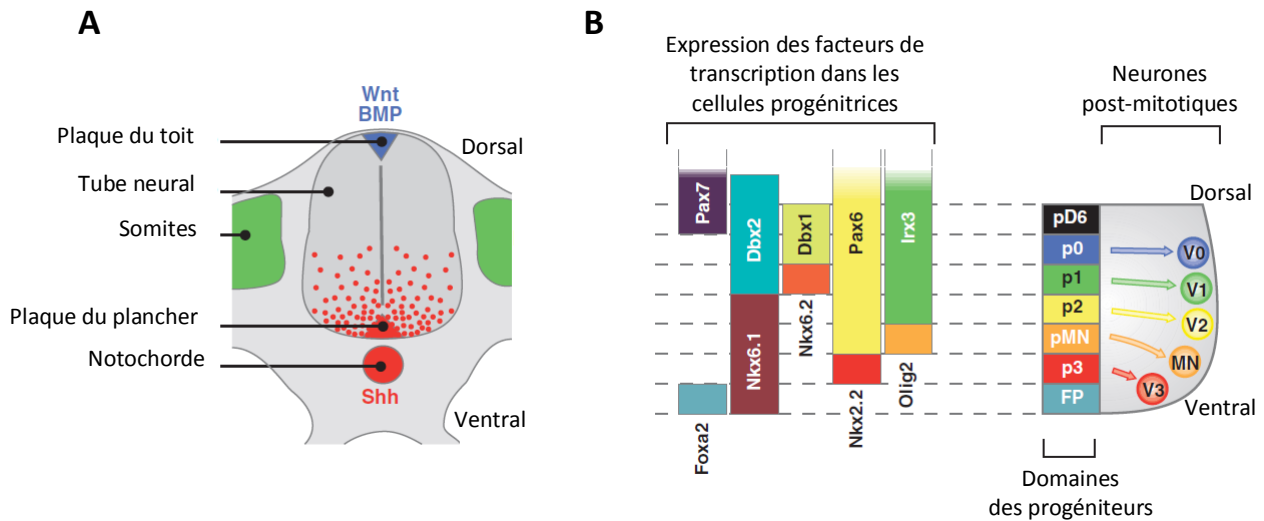 A
Wnt
BMP
Plaque du toit
Dorsal
Tube neural
Somites
Plaque du plancher
Notochorde
Shh
Ventral
B
Expression des facteurs de
transcription dans les
cellules progénitrices
Neurones
post-mitotiques
Pax7
Dbx2
Dbx1
Pax6
Irx3
Nkx6.1
Nkx6.2
Olig2
Nkx2.2
Foxa2
Dorsal
pD6
p0
V0
p1
V1
p2
V2
pMN
MN
p3
V3
FP
Ventral
Domaines
des progéniteurs